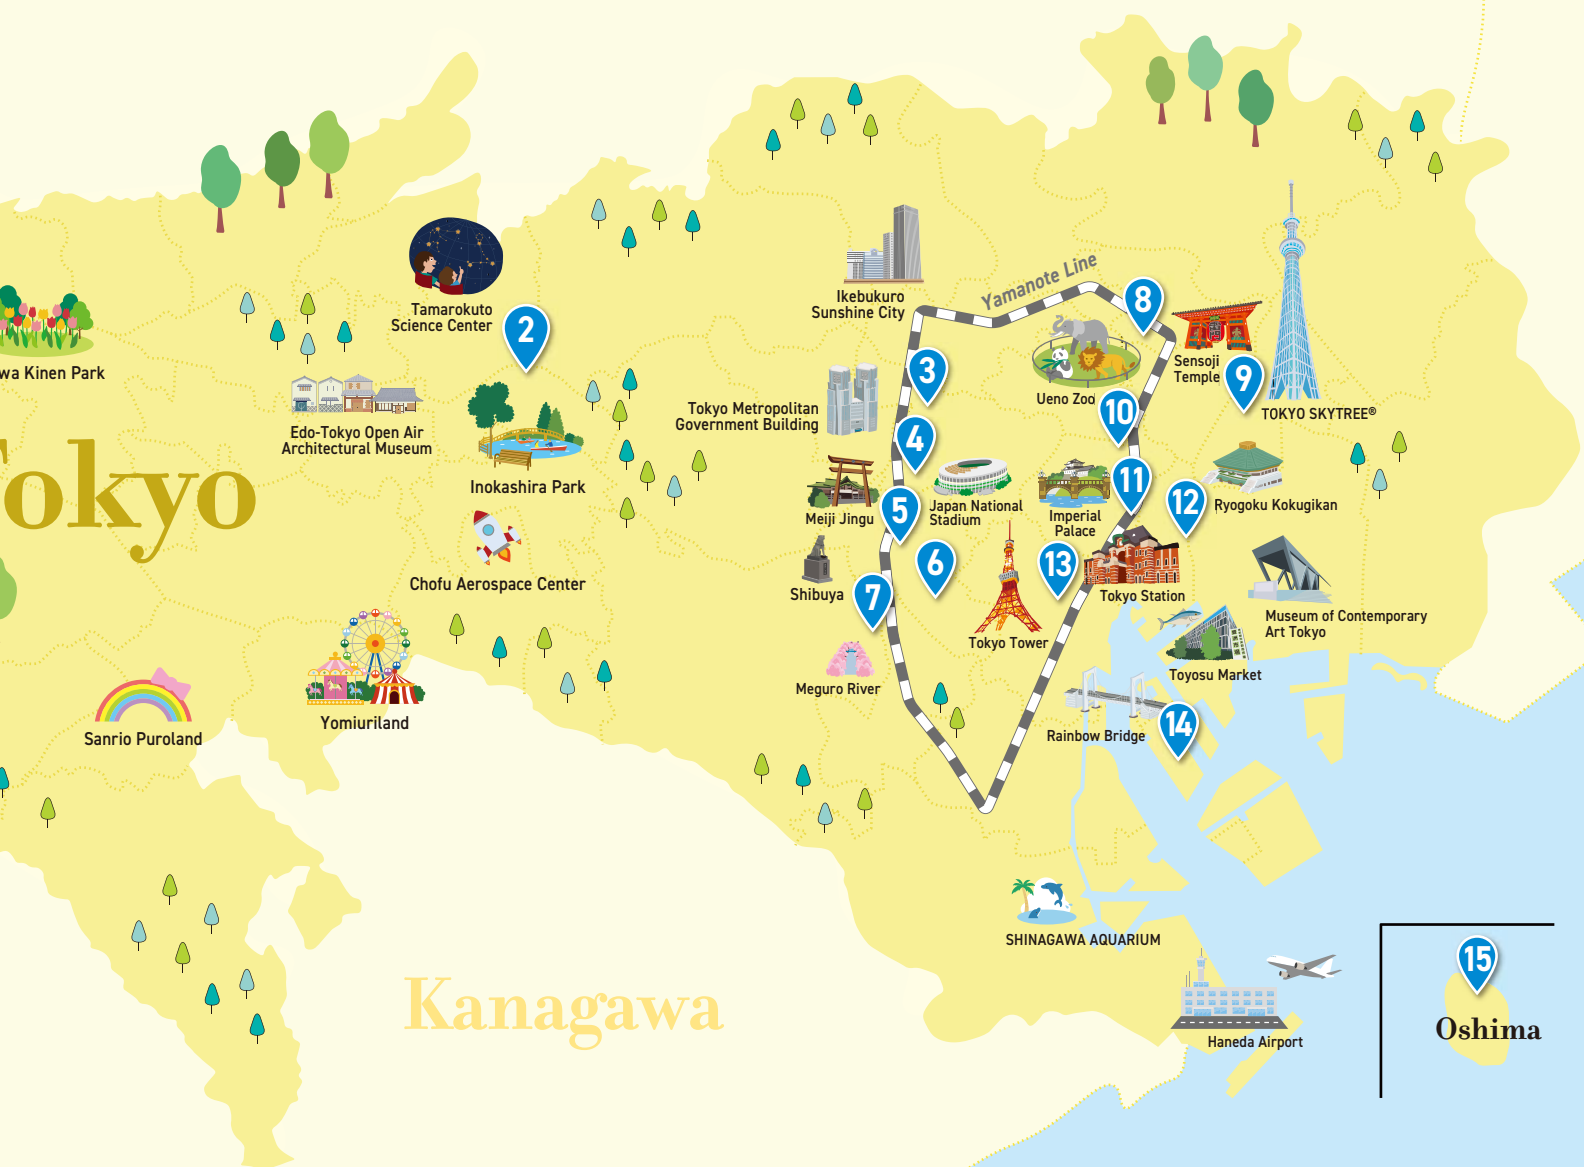 Tamarokuto
Science Center
2
wa Kinen Park
Edo-Tokyo Open Air
Architectural Museum
Tokyo
Inokashira Park
Chofu Aerospace Center
Sanrio Puroland
Yomiuriland
Kanagawa
Ikebukuro
Sunshine City
Yamanote Line
8
3
Ueno Zoo
Sensoji
Temple
9
TOKYO SKYTREE®
Tokyo Metropolitan
Government Building
4
10
Meiji Jingu
5
Japan National
Stadium
Imperial
Palace
11
12
Ryogoku Kokugikan
Shibuya
7
6
13
Tokyo Tower
Tokyo Station
Museum of Contemporary
Art Tokyo
Meguro River
Toyosu Market
Rainbow Bridge
14
SHINAGAWA AQUARIUM
Haneda Airport
15
Oshima